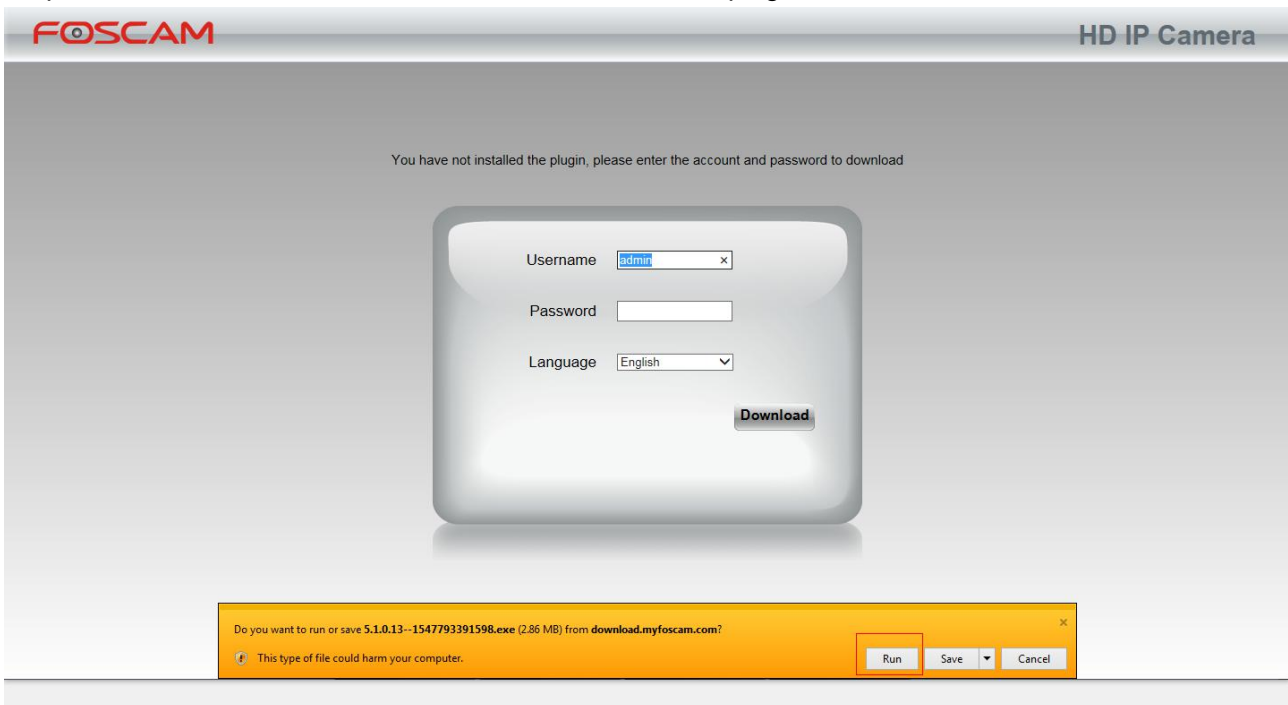 FOSCAM
HD IP Camera
You have not installed the plugin, please enter the account and password to download
Username admin ×
Password
Language English
Download
Do you want to run or save 5.1.0.13--1547793391598.exe (2.86 MB) from download.myfoscam.com? ×
This type of file could harm your computer.
Run Save Cancel